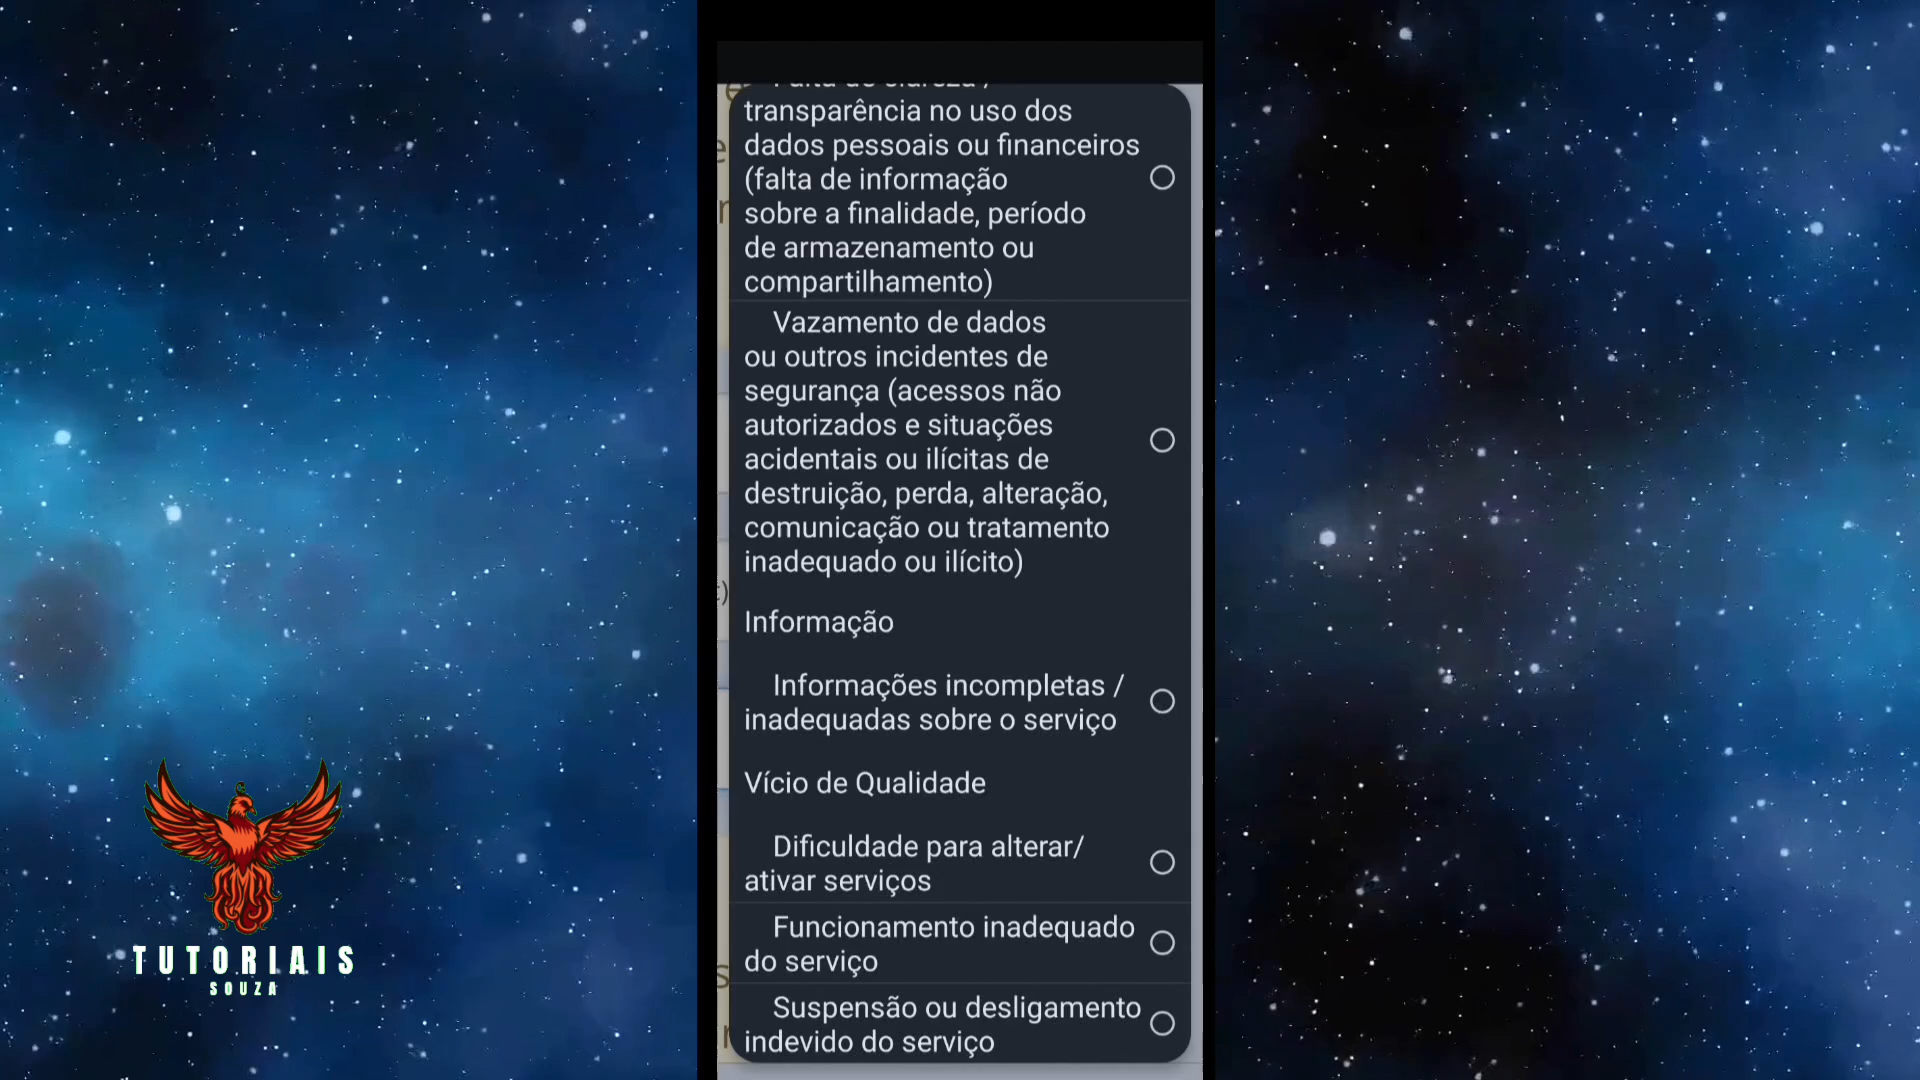 transparência no uso dos
dados pessoais ou financeiros
(falta de informação
sobre a finalidade, período
de armazenamento ou
compartilhamento)
Vazamento de dados
ou outros incidentes de
segurança (acessos não
autorizados e situações
acidentais ou ilícitas de
destruição, perda, alteração,
comunicação ou tratamento
inadequado ou ilícito)
Informação
Informações incompletas /
inadequadas sobre o serviço
Vício de Qualidade
Dificuldade para alterar/
ativar serviços
Funcionamento inadequado
do serviço
Suspensão ou desligamento
indevido do serviço
TUTORIAIS
SOUZA